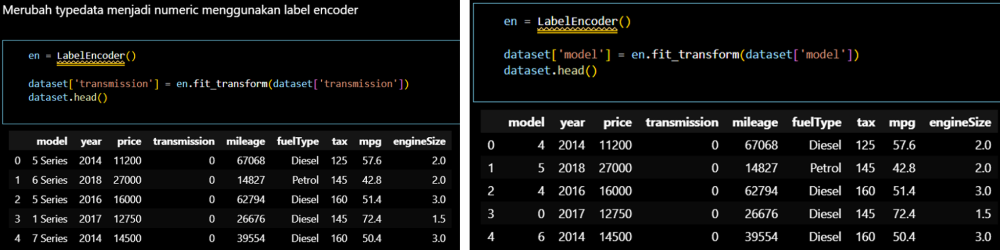 Merubah typedata menjadi numeric menggunakan label encoder
en = LabelEncoder()
dataset['transmission'] = en.fit_transform(dataset['transmission'])
dataset.head()
model year price transmission mileage fuelType tax mpg engineSize
0 5 Series 2014 11200 0 67068 Diesel 125 57.6 2.0
1 6 Series 2018 27000 0 14827 Petrol 145 42.8 2.0
2 5 Series 2016 16000 0 62794 Diesel 160 51.4 3.0
3 1 Series 2017 12750 0 26676 Diesel 145 72.4 1.5
4 7 Series 2014 14500 0 39554 Diesel 160 50.4 3.0
en = LabelEncoder()
dataset['model'] = en.fit_transform(dataset['model'])
dataset.head()
model year price transmission mileage fuelType tax mpg engineSize
0 4 2014 11200 0 67068 Diesel 125 57.6 2.0
1 5 2018 27000 0 14827 Petrol 145 42.8 2.0
2 4 2016 16000 0 62794 Diesel 160 51.4 3.0
3 0 2017 12750 0 26676 Diesel 145 72.4 1.5
4 6 2014 14500 0 39554 Diesel 160 50.4 3.0